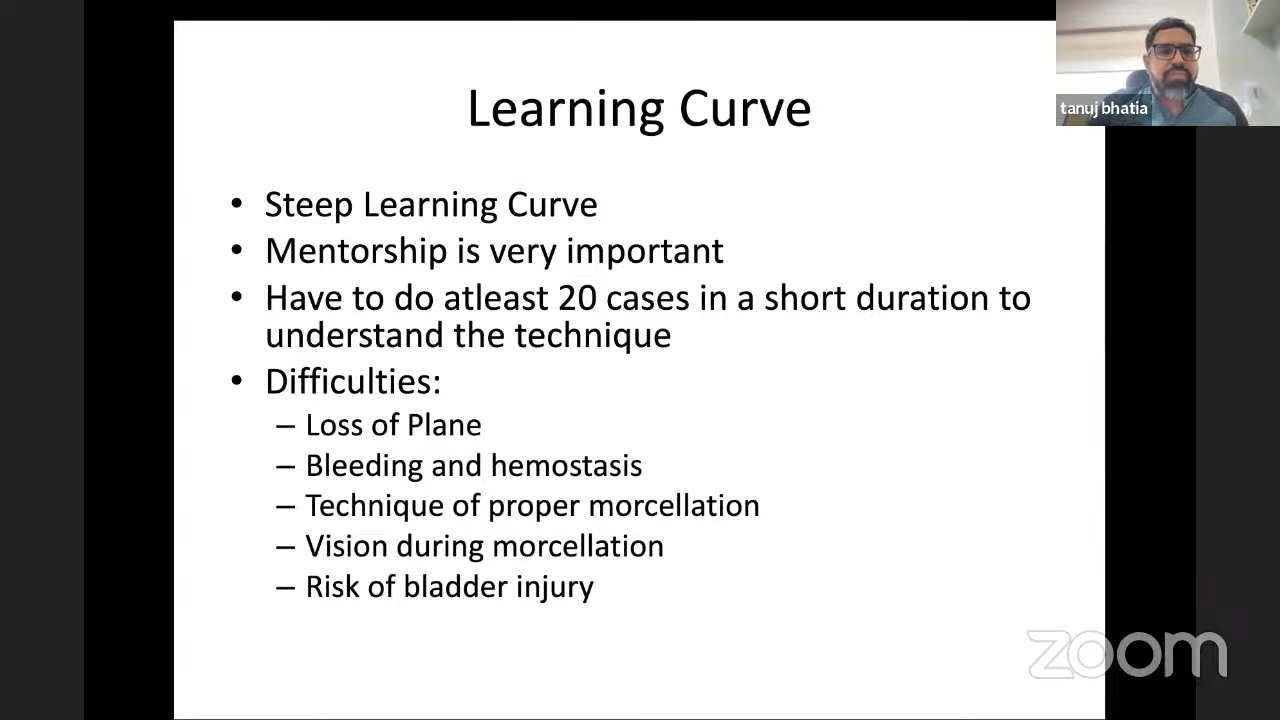 Learning Curve
tanuj bhatia
• Steep Learning Curve
• Mentorship is very important
• Have to do atleast 20 cases in a short duration to
understand the technique
• Difficulties:
– Loss of Plane
– Bleeding and hemostasis
– Technique of proper morcellation
– Vision during morcellation
– Risk of bladder injury
zoom